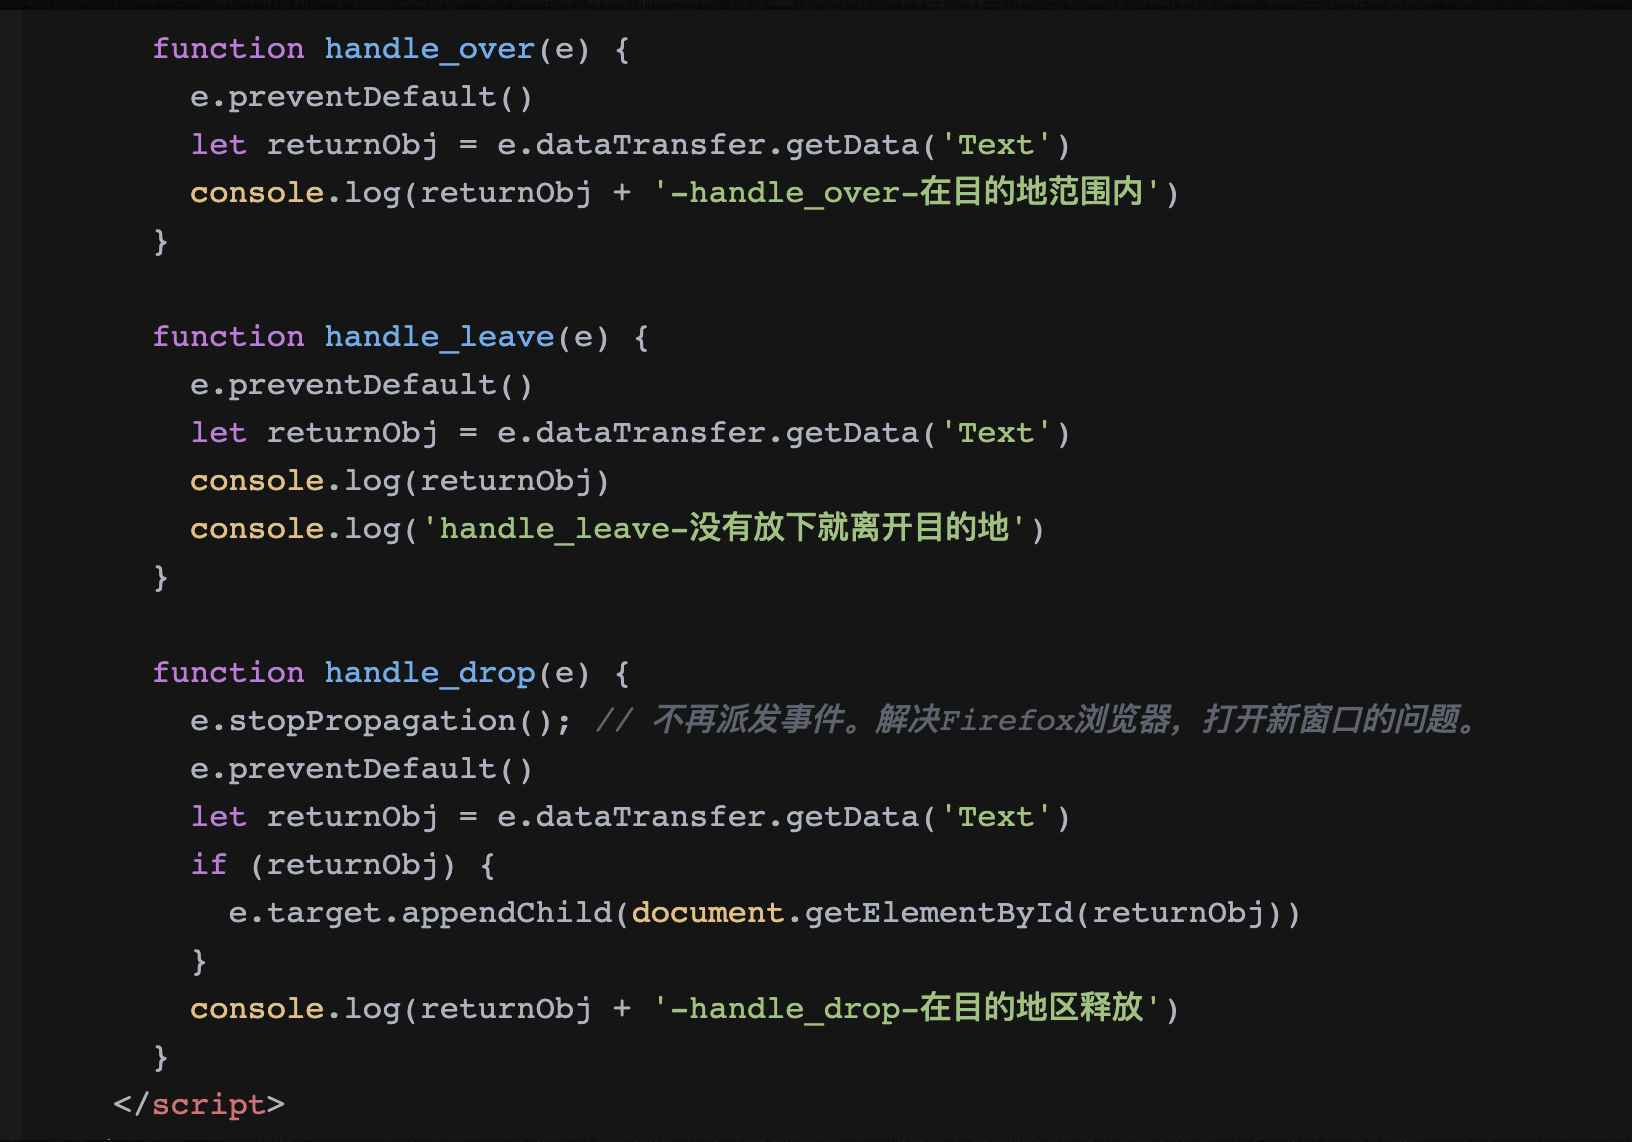 function handle_over(e) {
e.preventDefault()
let returnObj = e.dataTransfer.getData('Text')
console.log(returnObj + '-handle_over-在目的地范围内')
}
function handle_leave(e) {
e.preventDefault()
let returnObj = e.dataTransfer.getData('Text')
console.log(returnObj)
console.log('handle_leave-没有放下就离开目的地')
}
function handle_drop(e) {
e.stopPropagation(); // 不再派发事件。解决Firefox浏览器，打开新窗口的问题。
e.preventDefault()
let returnObj = e.dataTransfer.getData('Text')
if (returnObj) {
e.target.appendChild(document.getElementById(returnObj))
}
console.log(returnObj + '-handle_drop-在目的地区释放')
}
</script>